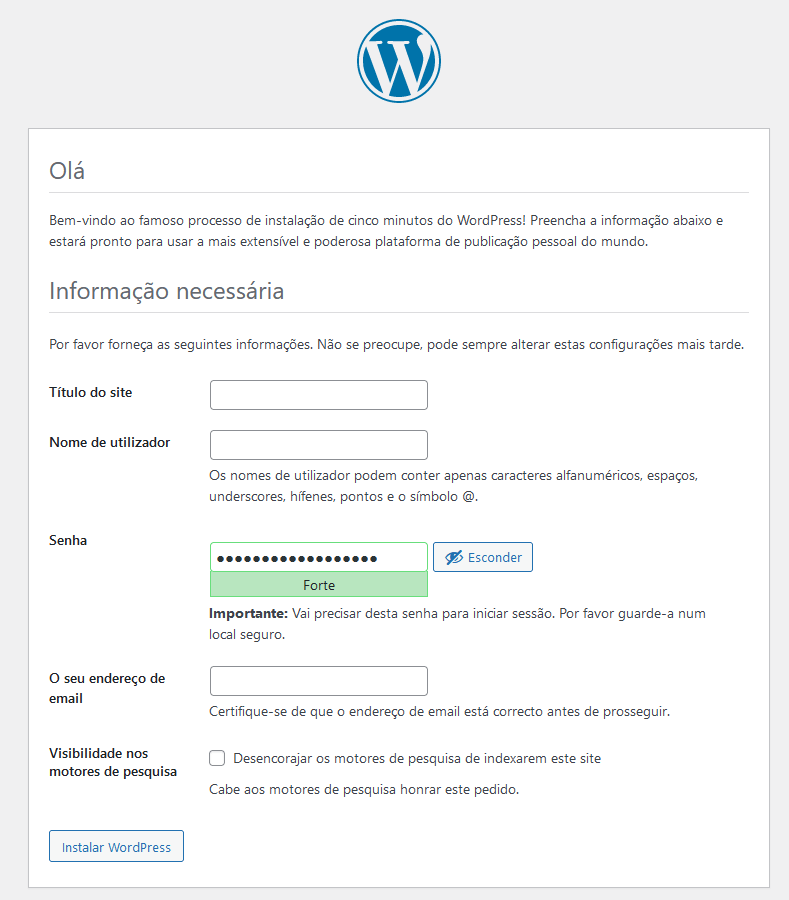 Olá
Bem-vindo ao famoso processo de instalação de cinco minutos do WordPress! Preencha a informação abaixo e
estará pronto para usar a mais extensível e poderosa plataforma de publicação pessoal do mundo.
Informação necessária
Por favor forneça as seguintes informações. Não se preocupe, pode sempre alterar estas configurações mais tarde.
Título do site
Nome de utilizador
Os nomes de utilizador podem conter apenas caracteres alfanuméricos, espaços,
underscores, hífenes, pontos e o símbolo @.
Senha
●●●●●●●●●●●●●●●●●●
Esconder
Forte
Importante: Vai precisar desta senha para iniciar sessão. Por favor guarde-a num
local seguro.
O seu endereço de
email
Certifique-se de que o endereço de email está correcto antes de prosseguir.
Visibilidade nos
motores de pesquisa
Desencorajar os motores de pesquisa de indexarem este site
Cabe aos motores de pesquisa honrar este pedido.
Instalar WordPress